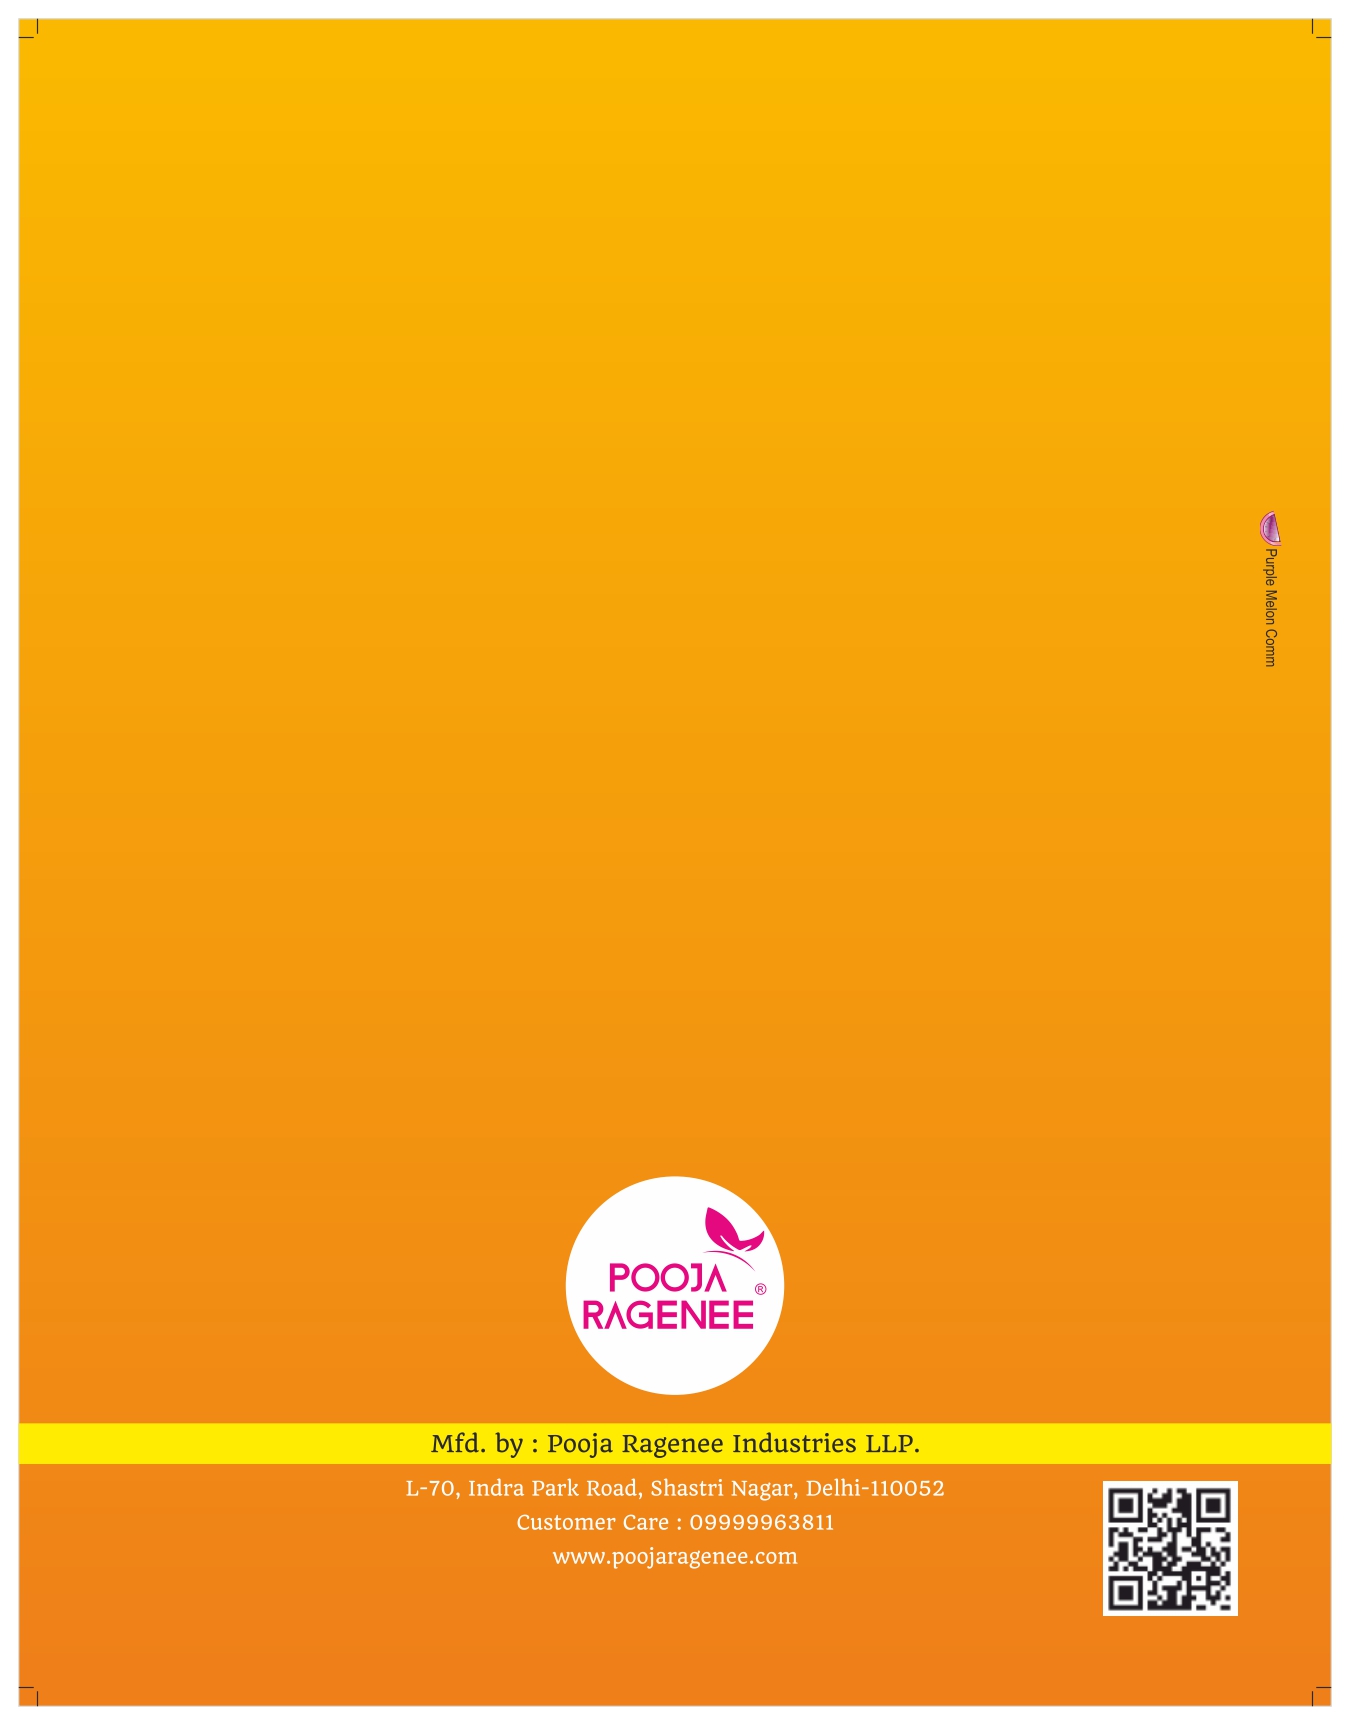 Purple Melon Comm
POOJA
RAGENEE®
Mfd. by : Pooja Ragenee Industries LLP.
L-70, Indra Park Road, Shastri Nagar, Delhi-110052
Customer Care : 09999963811
www.poojaragenee.com